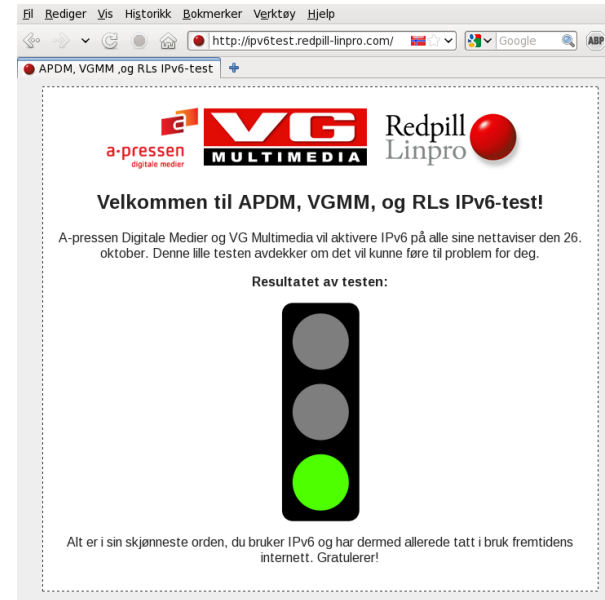 Fil Rediger Vis Historikk Bokmerker Verktøy Hjelp
http://ipv6test.redpill-linpro.com/ Google ABP
APDM, VGMM ,og RLs IPv6-test
a-pressen
digitale medier
VG
MULTIMEDIA
Redpill
Linpro
Velkommen til APDM, VGMM, og RLs IPv6-test!
A-pressen Digitale Medier og VG Multimedia vil aktivere IPv6 på alle sine nettaviser den 26.
oktober. Denne lille testen avdekker om det vil kunne føre til problem for deg.
Resultatet av testen:
Alt er i sin skjønneste orden, du bruker IPv6 og har dermed allerede tatt i bruk fremtidens
internett. Gratulerer!